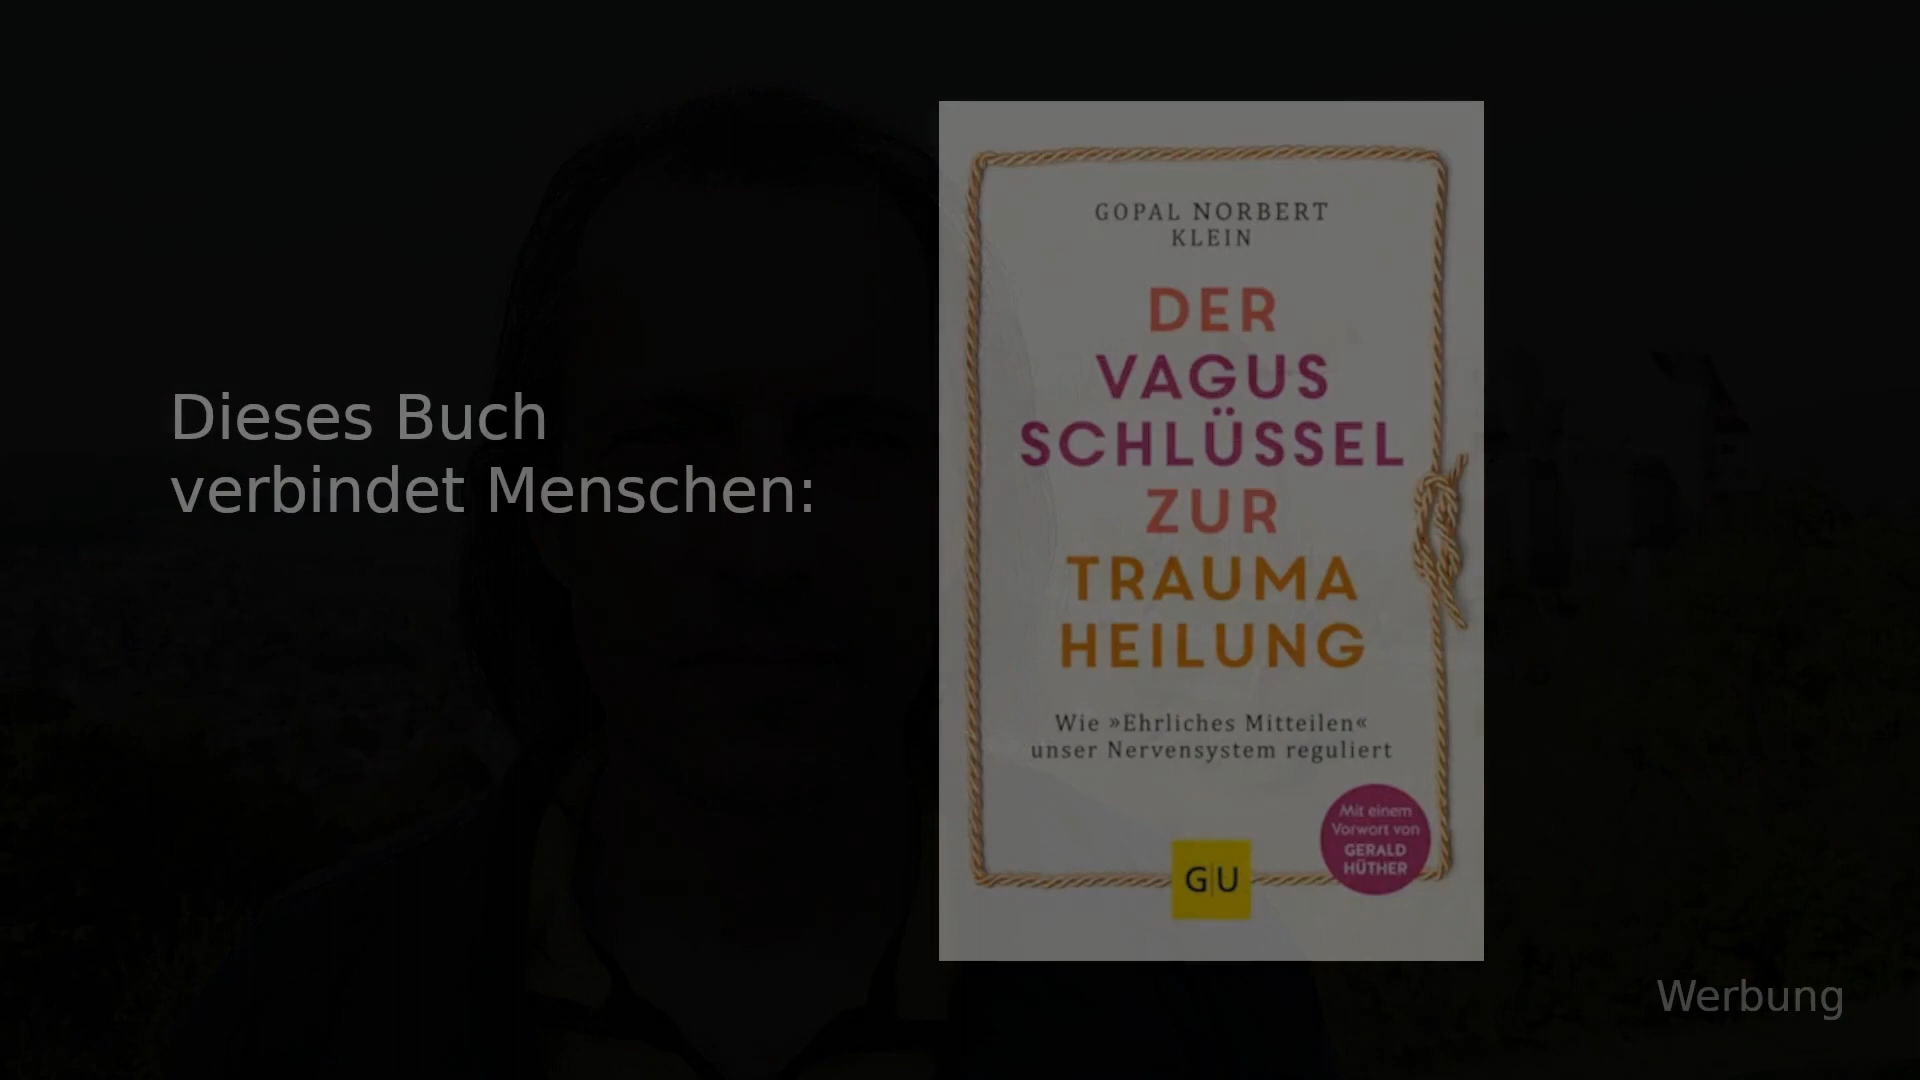 Dieses Buch
verbindet Menschen:
GOPAL NORBERT
KLEIN
DER
VAGUS
SCHLÜSSEL
ZUR
TRAUMA
HEILUNG
Wie »Ehrliches Mitteilen«
unser Nervensystem reguliert
Mit einem
Vorwort von
GERALD
HÜTHER
G|U
Werbung